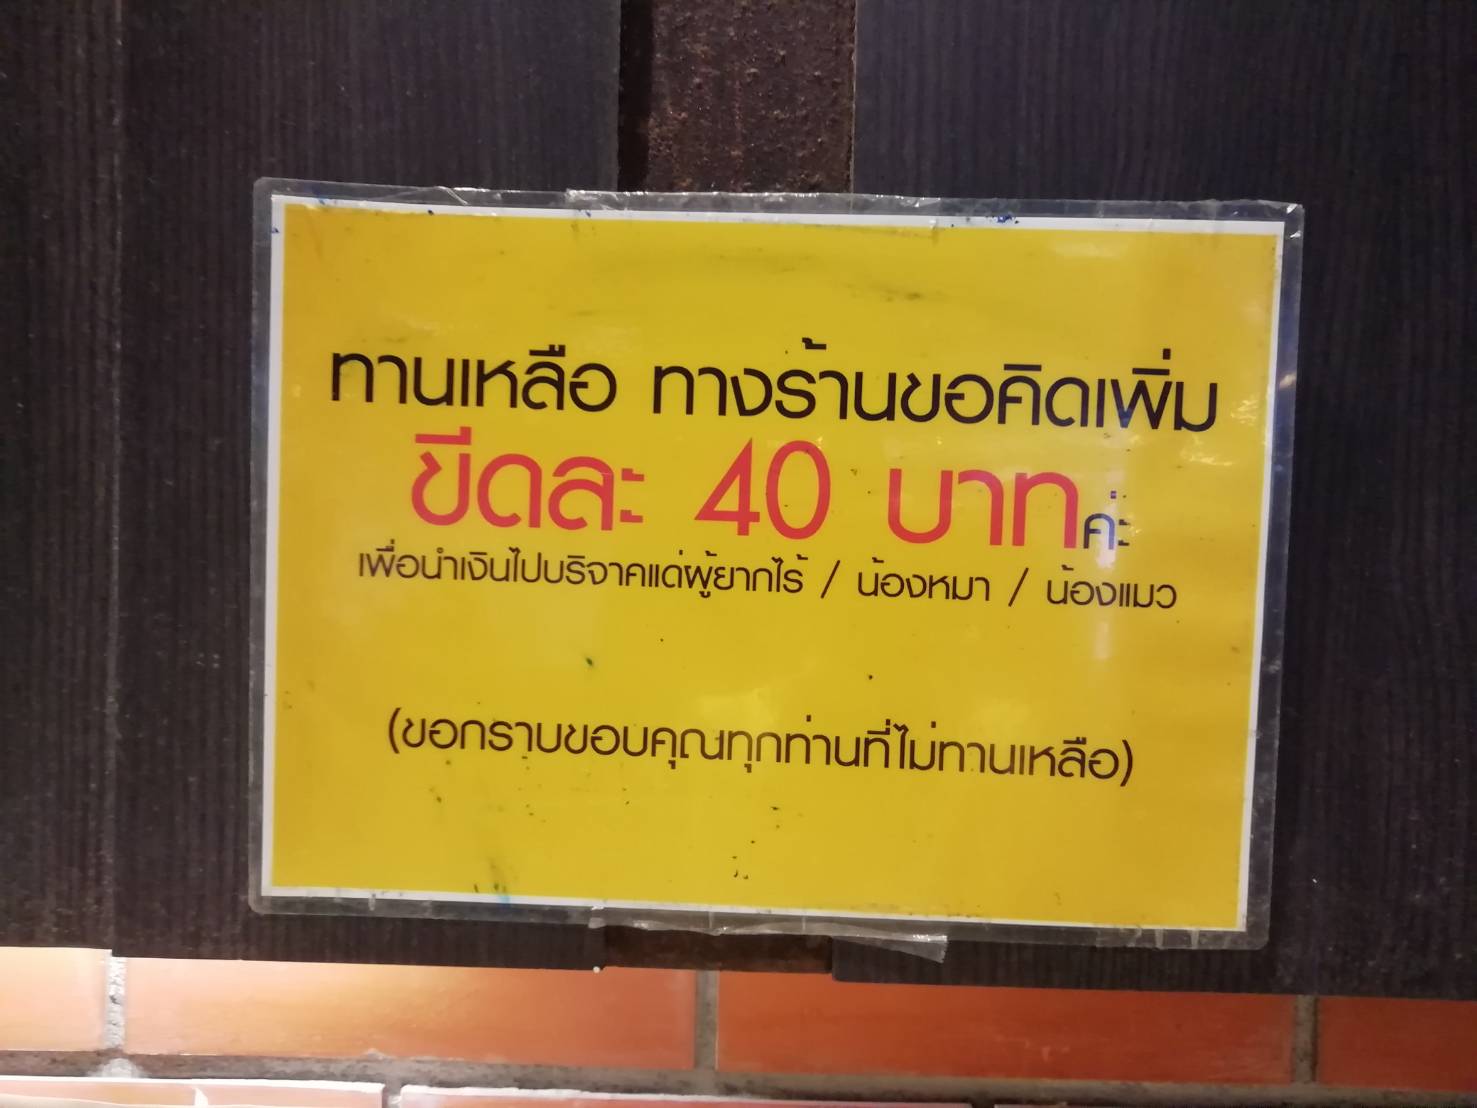 ทานเหลือ ทางร้านขอคิดเพิ่ม
ขีดละ 40 บาทค่ะ
เพื่อนำเงินไปบริจาคแด่ผู้ยากไร้ / น้องหมา / น้องแมว
(ขอกราบขอบคุณทุกท่านที่ไม่ทานเหลือ)